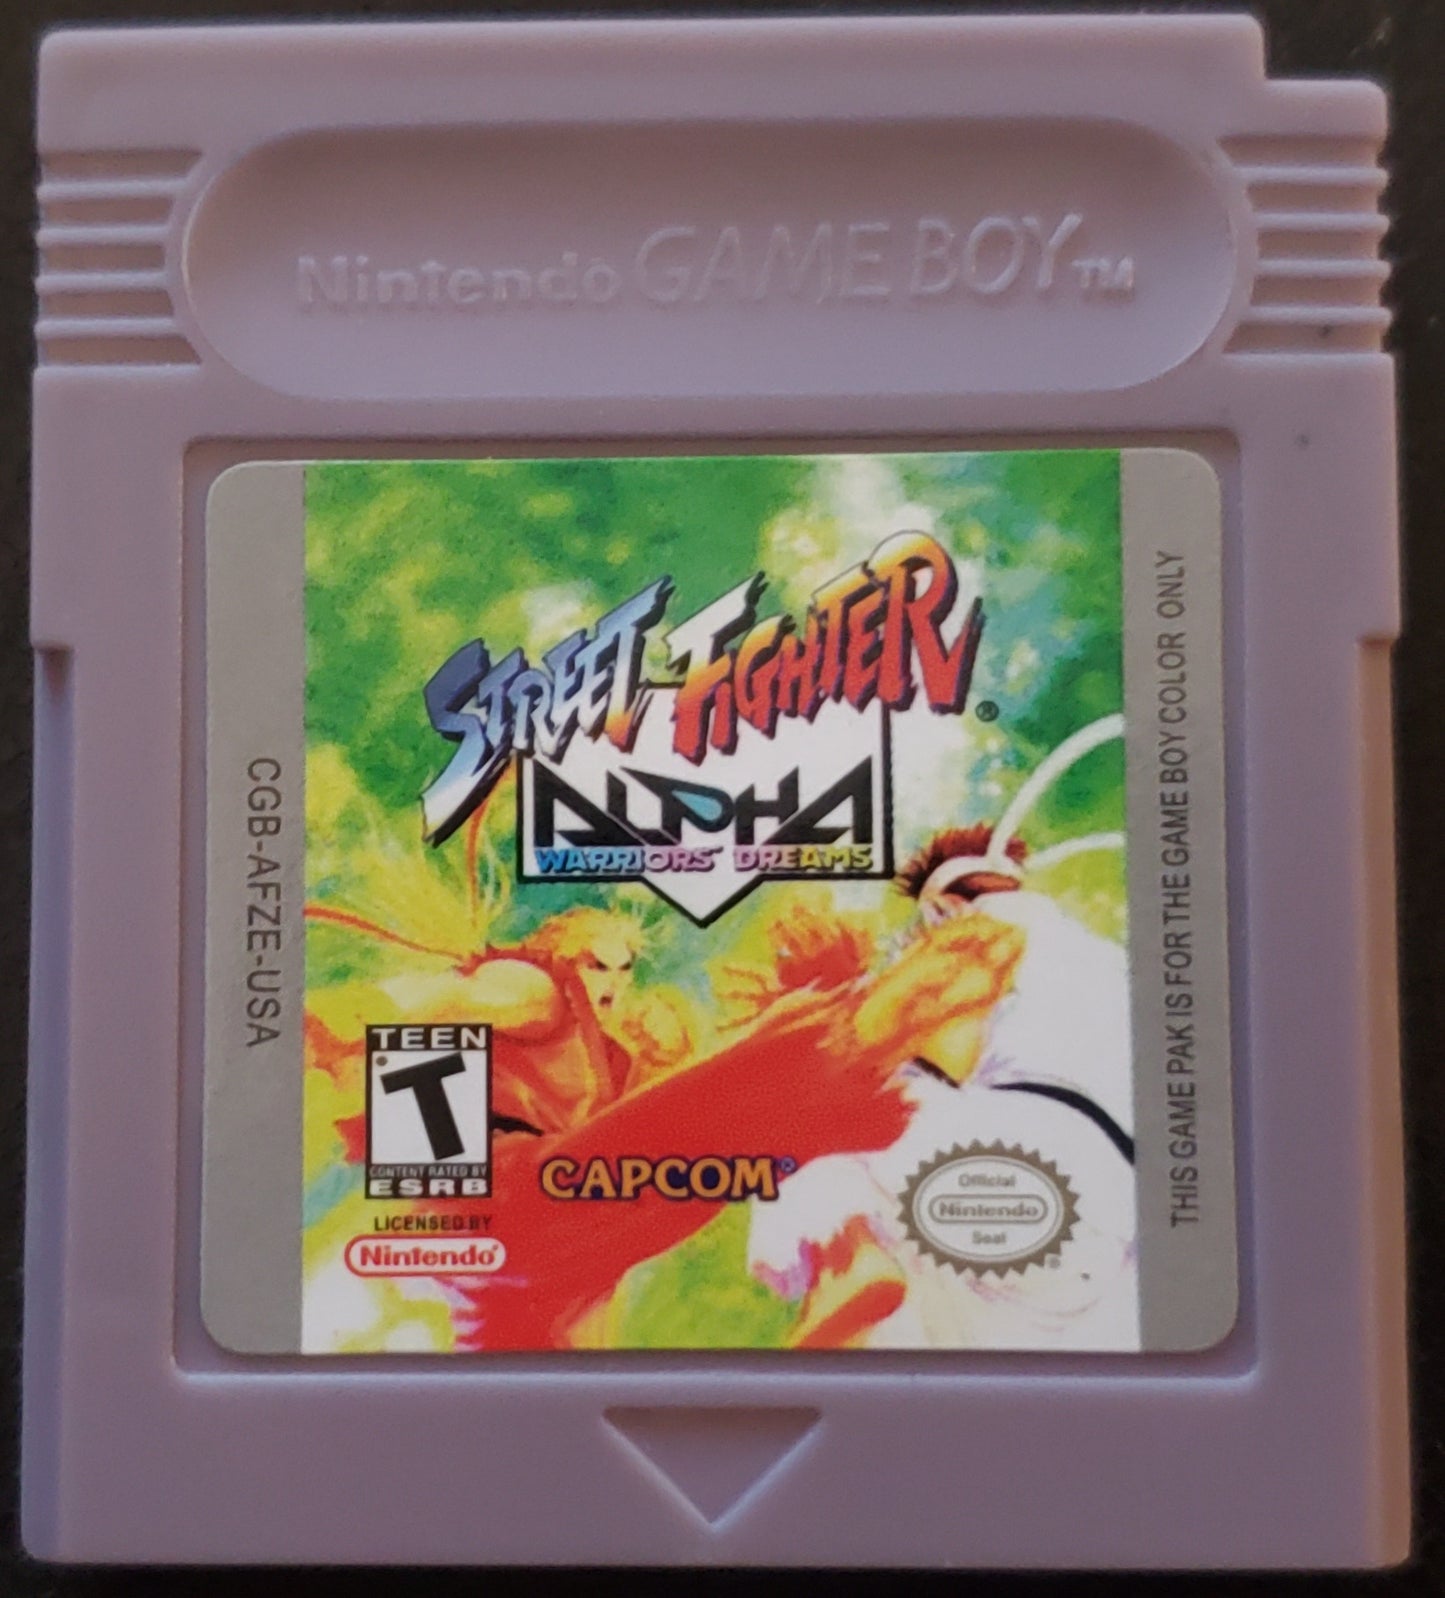 Nintendo GAME BOY TM
STREET FIGHTER ®
ALPHA
WARRIORS' DREAMS
CGB-AFZE-USA
THIS GAME PAK IS FOR THE GAME BOY COLOR ONLY
TEEN
T
CONTENT RATED BY
ESRB
LICENSED BY
Nintendo®
CAPCOM®
Official
Nintendo
Seal
®